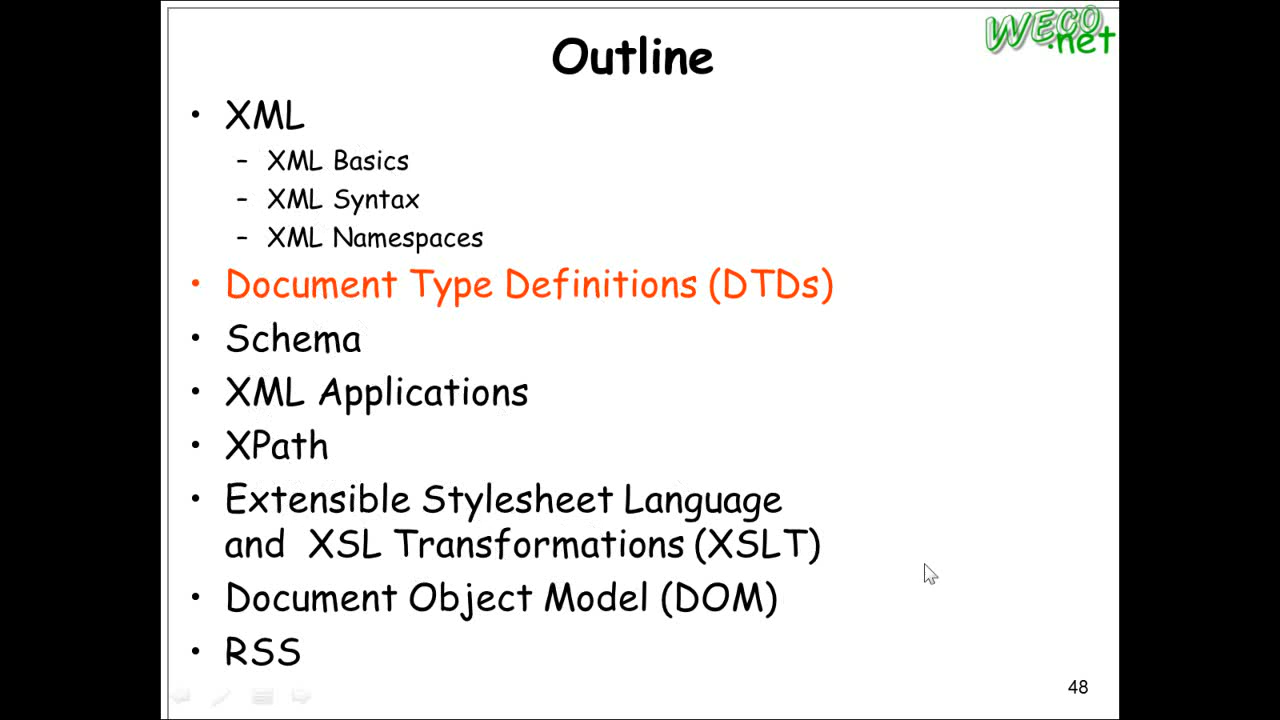 WECO
.net
Outline
• XML
– XML Basics
– XML Syntax
– XML Namespaces
• Document Type Definitions (DTDs)
• Schema
• XML Applications
• XPath
• Extensible Stylesheet Language
and XSL Transformations (XSLT)
• Document Object Model (DOM)
• RSS
48